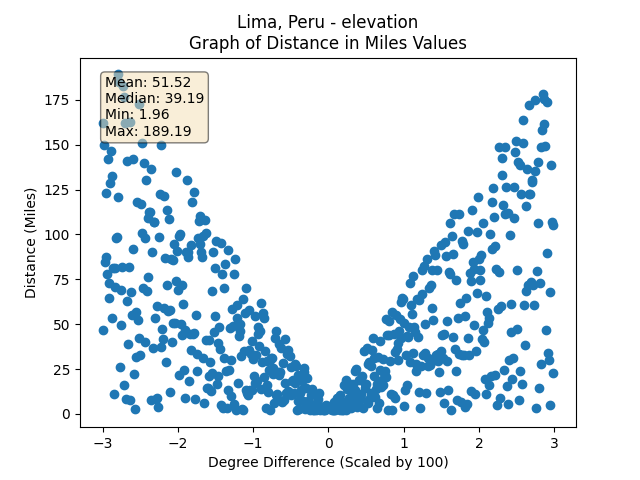 Lima, Peru - elevation
Graph of Distance in Miles Values
Mean: 51.52
Median: 39.19
Min: 1.96
Max: 189.19
175
150
125
100
75
50
25
0
Distance (Miles)
−3 −2 −1 0 1 2 3
Degree Difference (Scaled by 100)